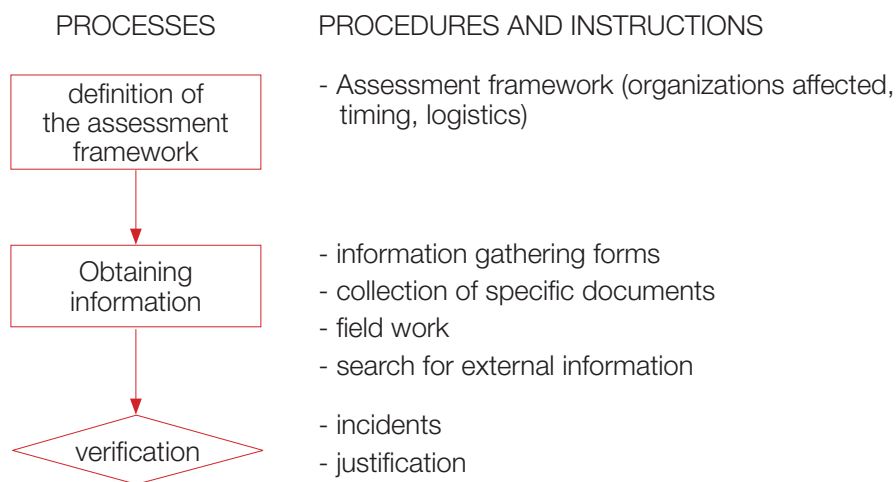 PROCESSES
PROCEDURES AND INSTRUCTIONS
definition of
the assessment
framework
- Assessment framework (organizations affected,
timing, logistics)
Obtaining
information
- information gathering forms
- collection of specific documents
- field work
- search for external information
verification
- incidents
- justification